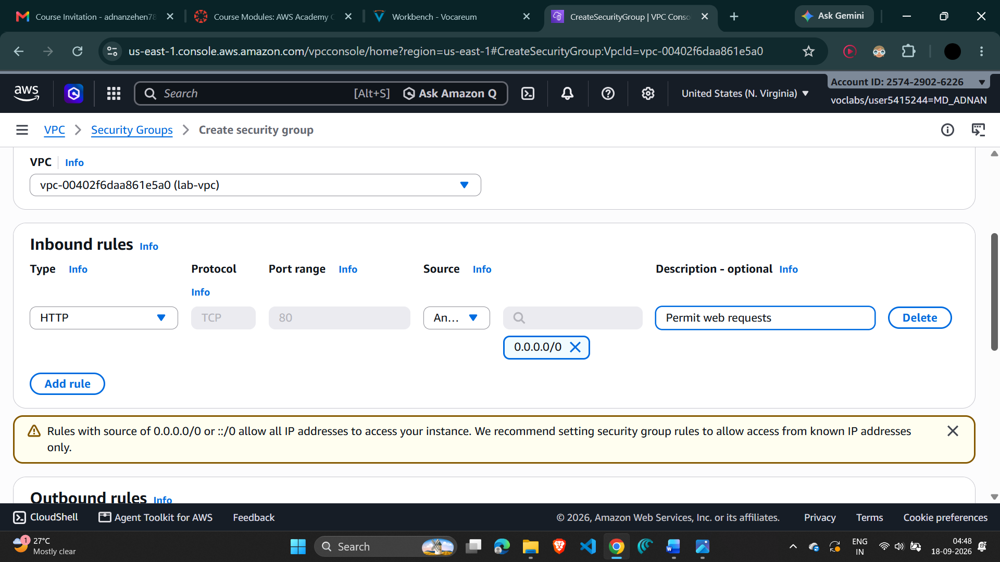 Course Invitation - adnanzehen78
Course Modules: AWS Academy C
Workbench - Vocareum
CreateSecurityGroup | VPC Conso
Ask Gemini
us-east-1.console.aws.amazon.com/vpcconsole/home?region=us-east-1#CreateSecurityGroup:VpcId=vpc-00402f6daa861e5a0
aws
Search
[Alt+S]
Ask Amazon Q
United States (N. Virginia)
Account ID: 2574-2902-6226
voclabs/user5415244=MD_ADNAN
VPC
Security Groups
Create security group
VPC
Info
vpc-00402f6daa861e5a0 (lab-vpc)
Inbound rules Info
Type Info
Protocol
Info
Port range Info
Source Info
Description - optional Info
HTTP
TCP
80
An...
Permit web requests
Delete
0.0.0.0/0
Add rule
Rules with source of 0.0.0.0/0 or ::/0 allow all IP addresses to access your instance. We recommend setting security group rules to allow access from known IP addresses
only.
Outbound rules Info
CloudShell
Agent Toolkit for AWS
Feedback
© 2026, Amazon Web Services, Inc. or its affiliates.
Privacy
Terms
Cookie preferences
1
27°C
Mostly clear
Search
W
ENG
IN
04:48
18-09-2026